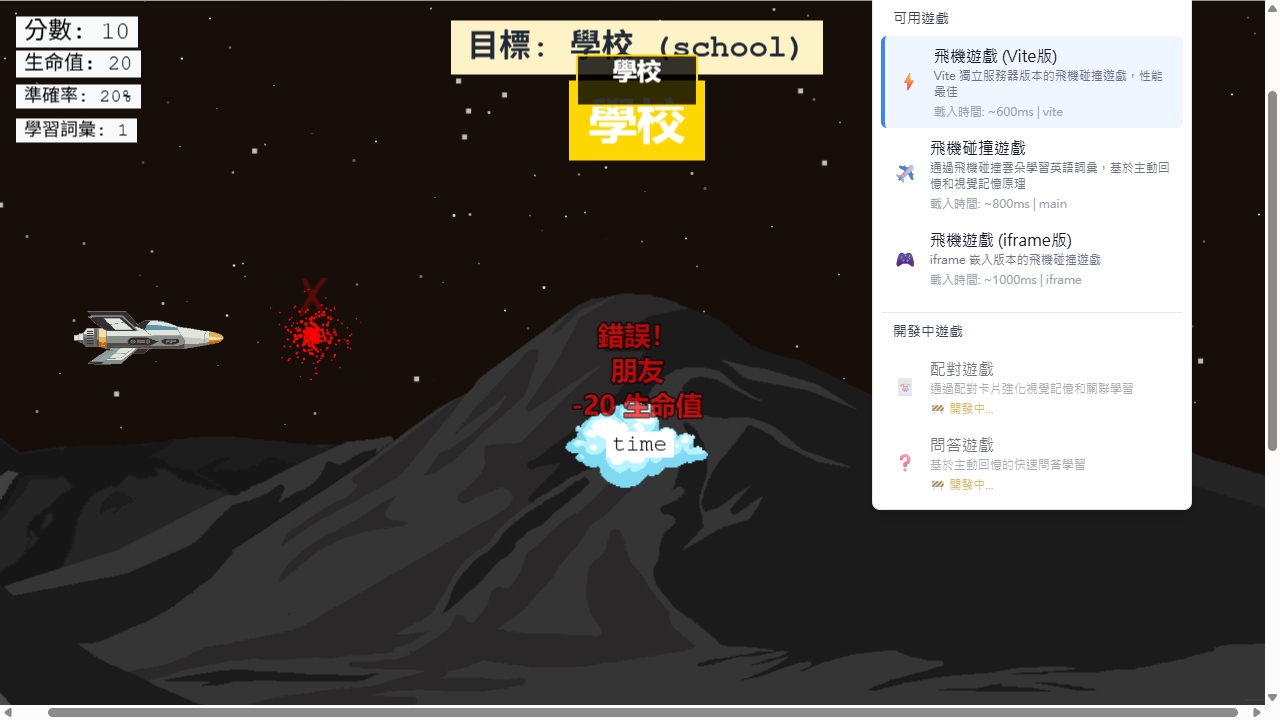 分數: 10
生命值: 20
準確率: 20%
學習詞彙: 1
目標: 學校 (school)
學校
學校
錯誤!
朋友
-20 生命值
time
可用遊戲
飛機遊戲 (Vite版)
Vite 獨立服務器版本的飛機碰撞遊戲，性能
最佳
載入時間: ~600ms | vite
飛機碰撞遊戲
通過飛機碰撞雲朵學習英語詞彙，基於主動回
憶和視覺記憶原理
載入時間: ~800ms | main
飛機遊戲 (iframe版)
iframe 嵌入版本的飛機碰撞遊戲
載入時間: ~1000ms | iframe
開發中遊戲
配對遊戲
通過配對卡片強化視覺記憶和關聯學習
開發中...
問答遊戲
基於主動回憶的快速問答學習
開發中...